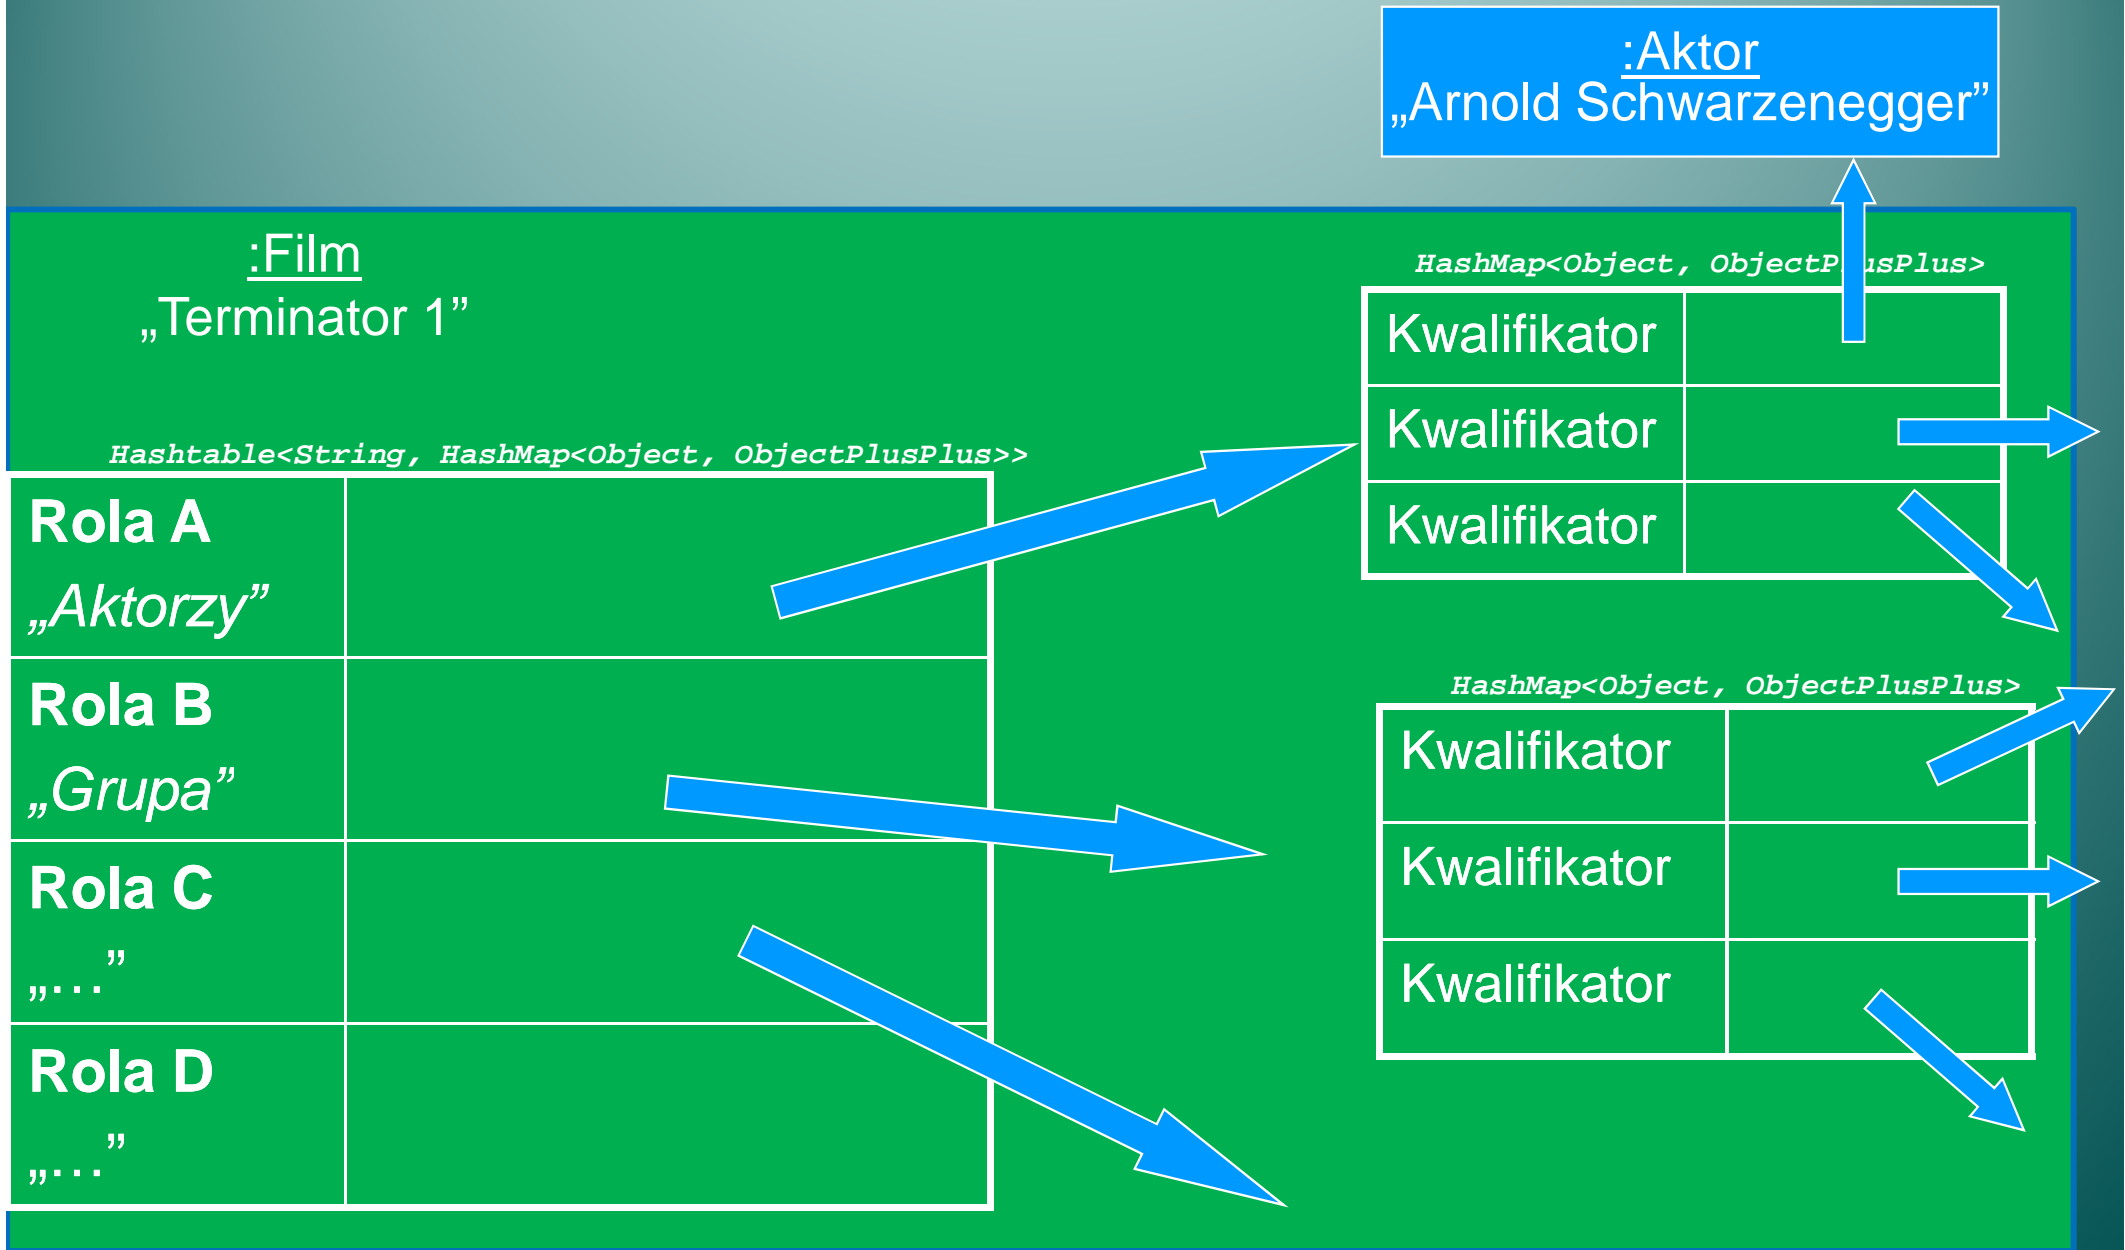 :Aktor
„Arnold Schwarzenegger”
:Film
„Terminator 1”
Hashtable<String, HashMap<Object, ObjectPlusPlus>>
Rola A
„Aktorzy”
Rola B
„Grupa”
Rola C
„…”
Rola D
„…”
HashMap<Object, ObjectPlusPlus>
Kwalifikator
Kwalifikator
Kwalifikator
HashMap<Object, ObjectPlusPlus>
Kwalifikator
Kwalifikator
Kwalifikator